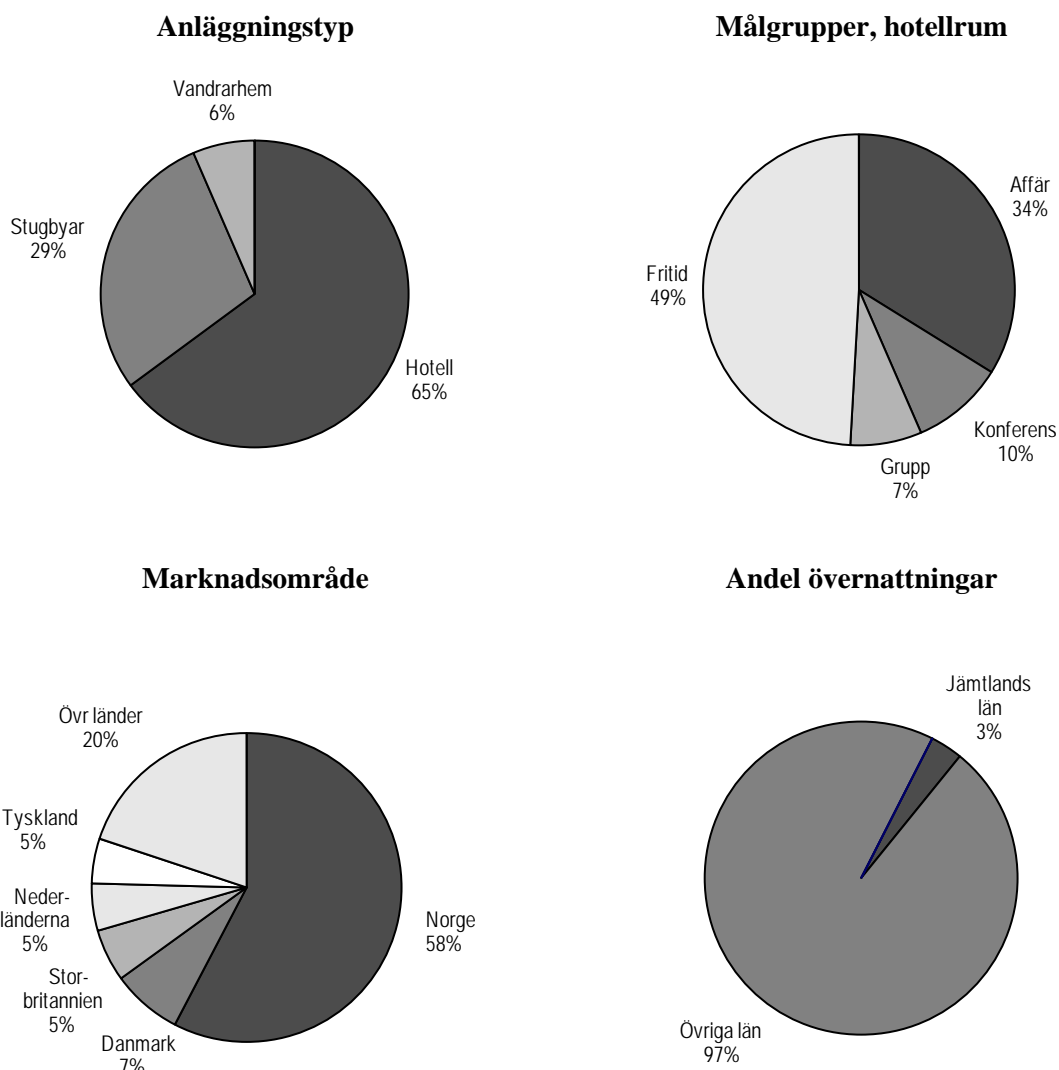 Anläggningstyp
Vandrarhem
6%
Stugbyar
29%
Hotell
65%
Målgrupper, hotellrum
Affär
34%
Fritid
49%
Konferens
10%
Grupp
7%
Marknadsområde
Övr länder
20%
Tyskland
5%
Neder-
länderna
5%
Stor-
britannien
5%
Danmark
7%
Norge
58%
Andel övernattningar
Jämtlands
län
3%
Övriga län
97%